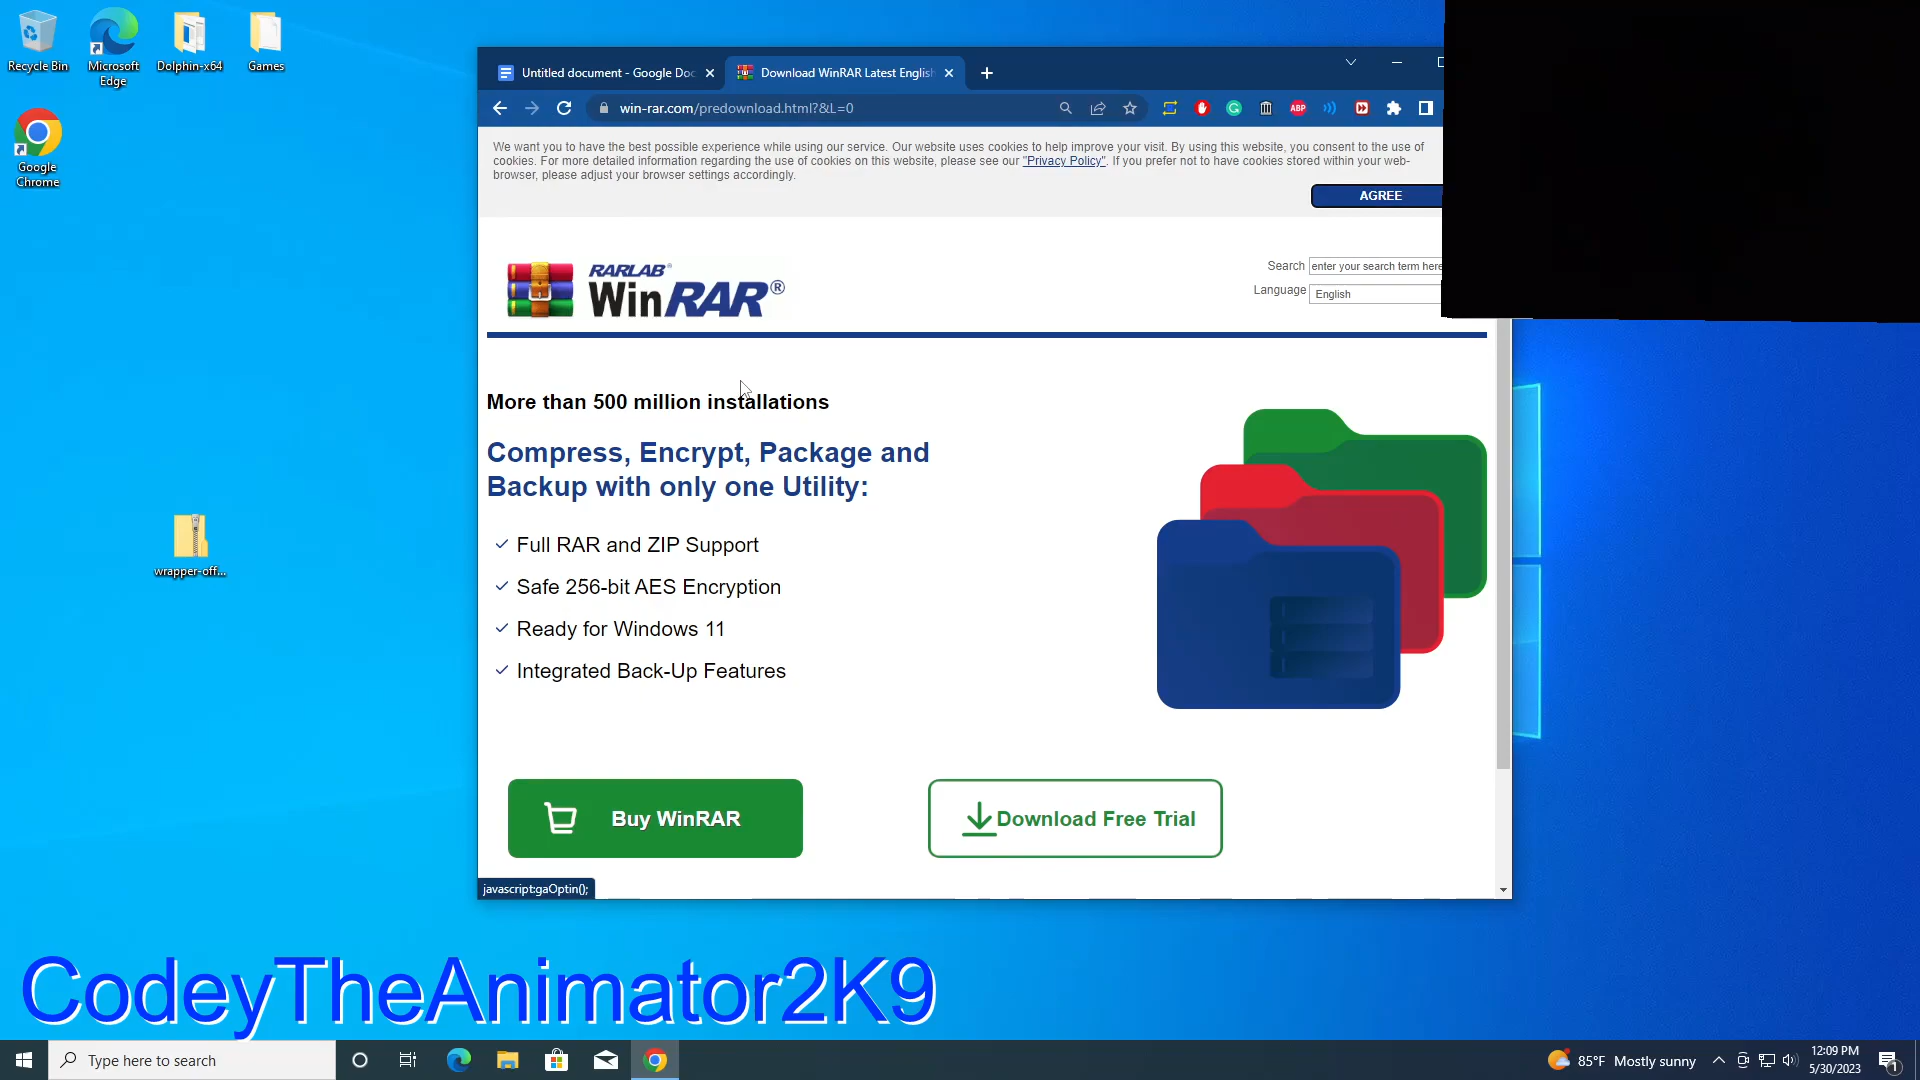 Recycle Bin
Microsoft
Edge
Dolphin-x64
Games
Google
Chrome
wrapper-off...
Untitled document - Google Doc
Download WinRAR Latest English
win-rar.com/predownload.html?&L=0
ABP
We want you to have the best possible experience while using our service. Our website uses cookies to help improve your visit. By using this website, you consent to the use of
cookies. For more detailed information regarding the use of cookies on this website, please see our "Privacy Policy". If you prefer not to have cookies stored within your web-
browser, please adjust your browser settings accordingly.
AGREE
RARLAB®
WinRAR®
Search enter your search term here
Language English
More than 500 million installations
Compress, Encrypt, Package and
Backup with only one Utility:
Full RAR and ZIP Support
Safe 256-bit AES Encryption
Ready for Windows 11
Integrated Back-Up Features
Buy WinRAR
Download Free Trial
javascript:gaOptin();
CodeyTheAnimator2K9
Type here to search
85°F Mostly sunny
12:09 PM
5/30/2023
1